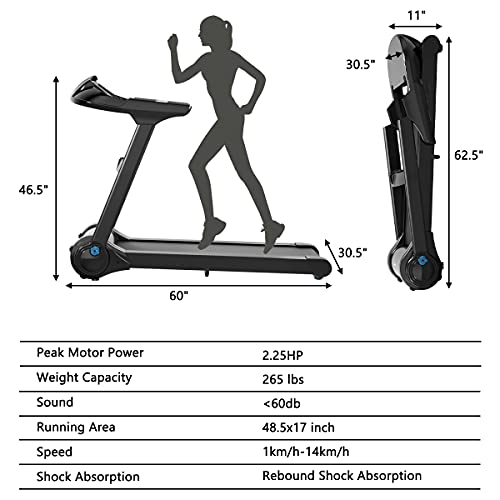 11"
30.5"
62.5"
46.5"
30.5"
60"
Peak Motor Power 2.25HP
Weight Capacity 265 lbs
Sound <60db
Running Area 48.5x17 inch
Speed 1km/h-14km/h
Shock Absorption Rebound Shock Absorption